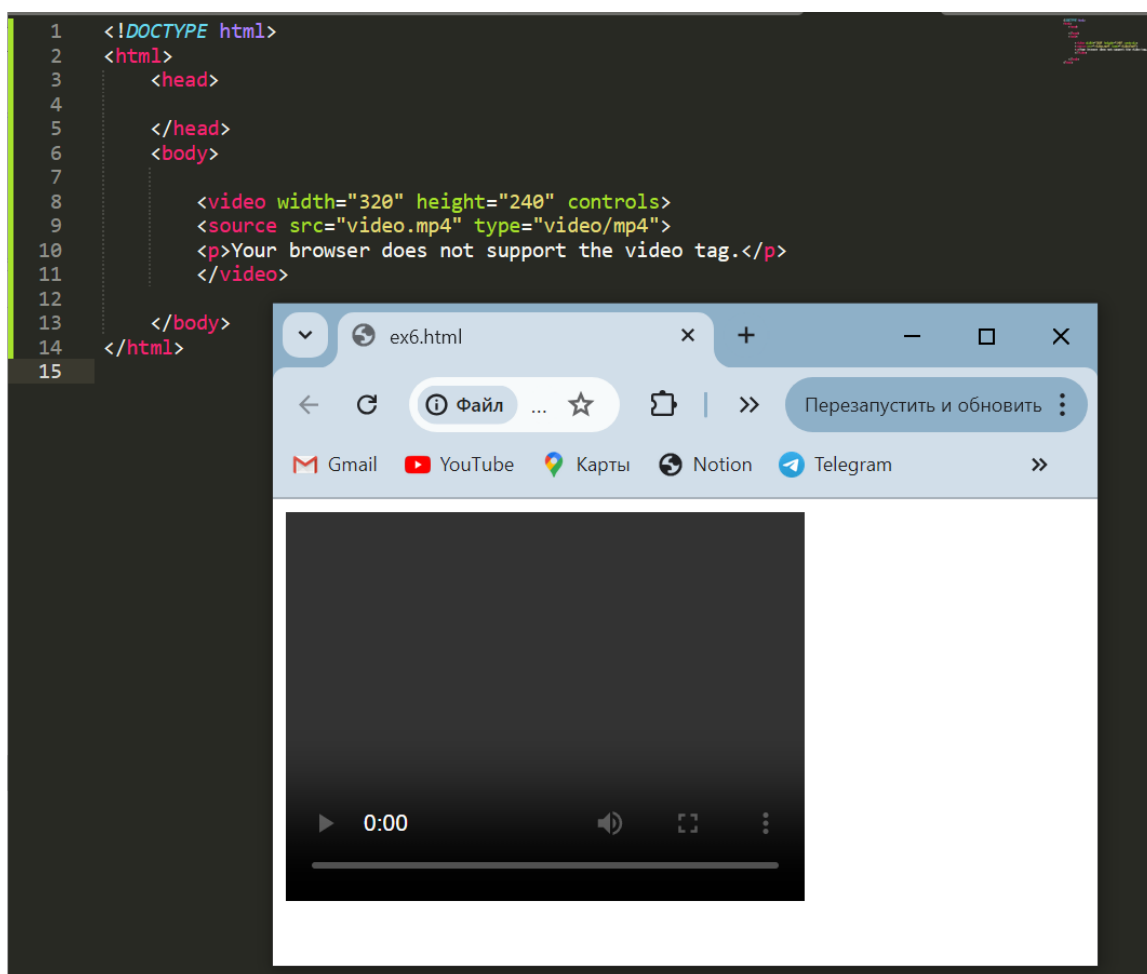 1 <!DOCTYPE html>
2 <html>
3 <head>
4
5 </head>
6 <body>
7
8 <video width="320" height="240" controls>
9 <source src="video.mp4" type="video/mp4">
10 <p>Your browser does not support the video tag.</p>
11 </video>
12
13 </body>
14 </html>
15
ex6.html
Файл ... Перезапустить и обновить
Gmail YouTube Карты Notion Telegram
0:00